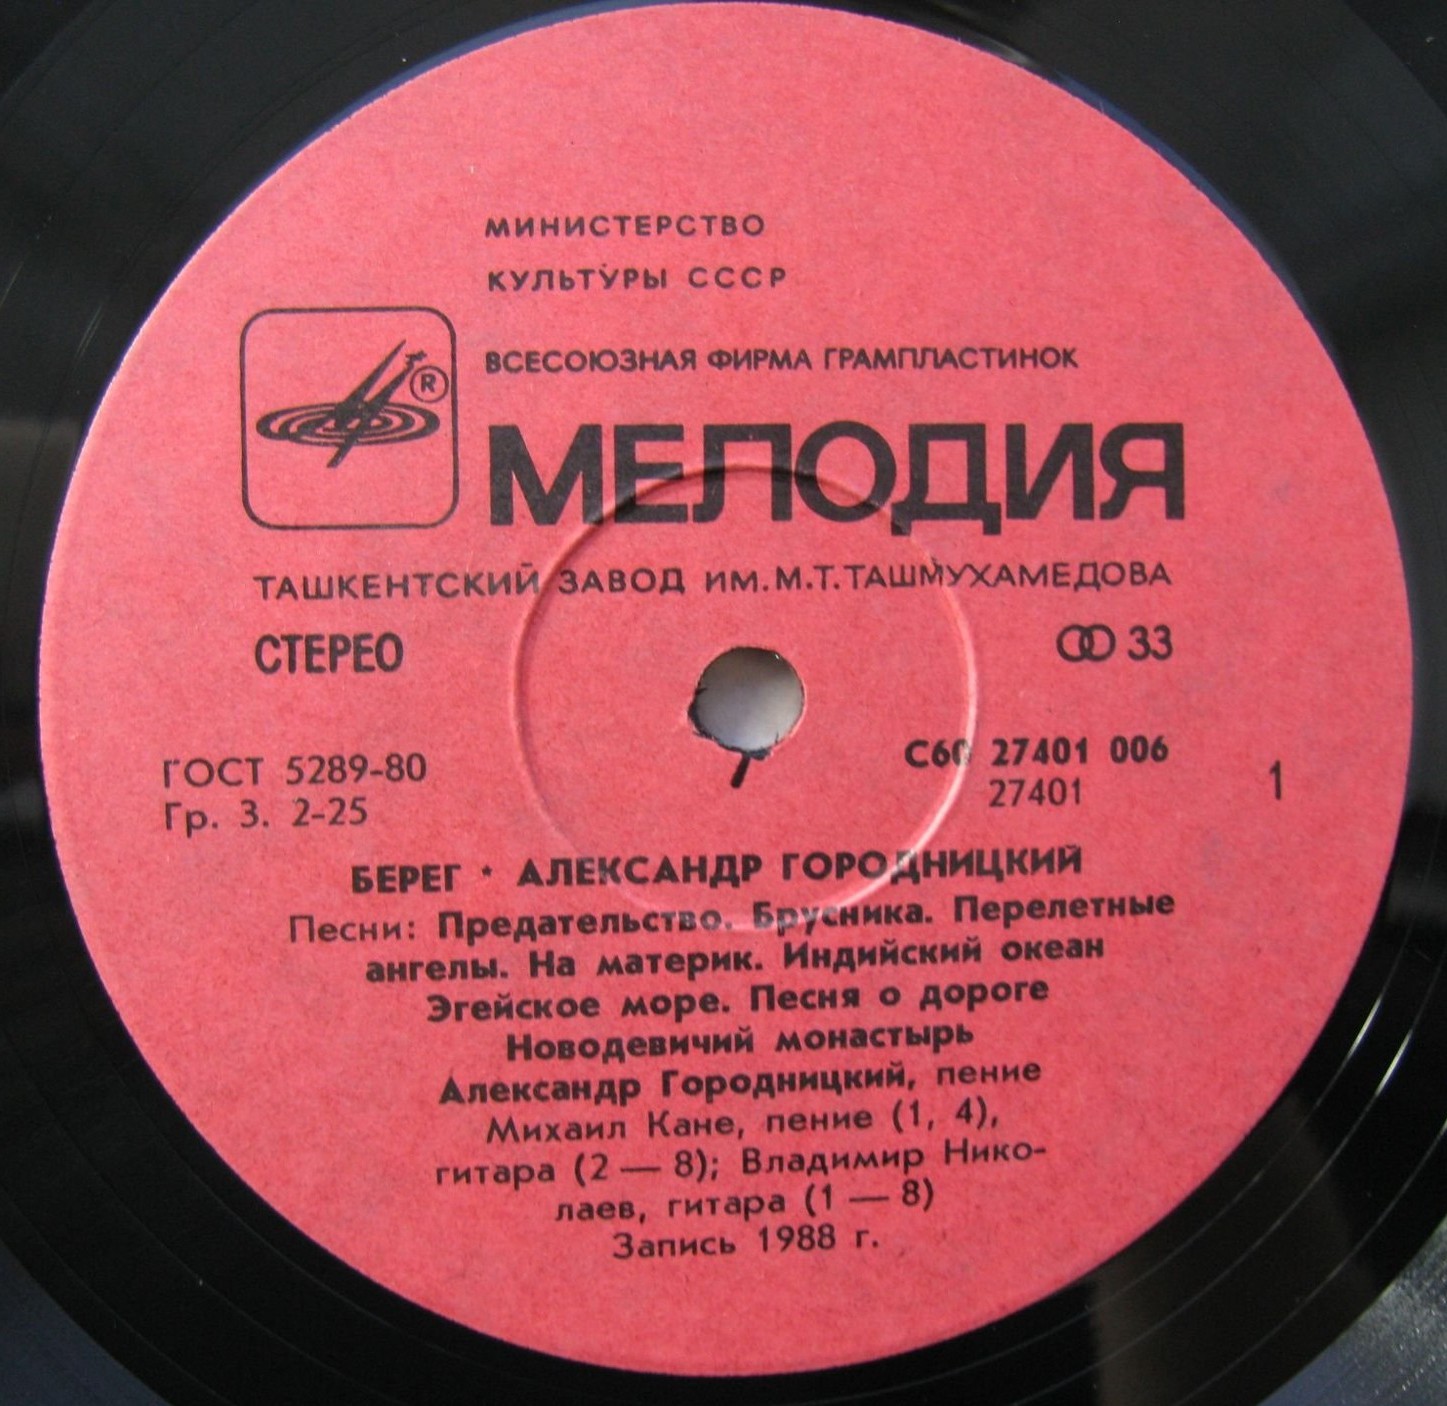 МИНИСТЕРСТВО
КУЛЬТУРЫ СССР
ВСЕСОЮЗНАЯ ФИРМА ГРАМПЛАСТИНОК
®
МЕЛОДИЯ
ТАШКЕНТСКИЙ ЗАВОД ИМ. М.Т. ТАШМУХАМЕДОВА
СТЕРЕО
33
ГОСТ 5289-80
Гр. 3. 2-25
С60 27401 006
27401
1
БЕРЕГ * АЛЕКСАНДР ГОРОДНИЦКИЙ
Песни: Предательство. Брусника. Перелетные
ангелы. На материк. Индийский океан
Эгейское море. Песня о дороге
Новодевичий монастырь
Александр Городницкий, пение
Михаил Кане, пение (1, 4),
гитара (2 — 8); Владимир Нико-
лаев, гитара (1 — 8)
Запись 1988 г.